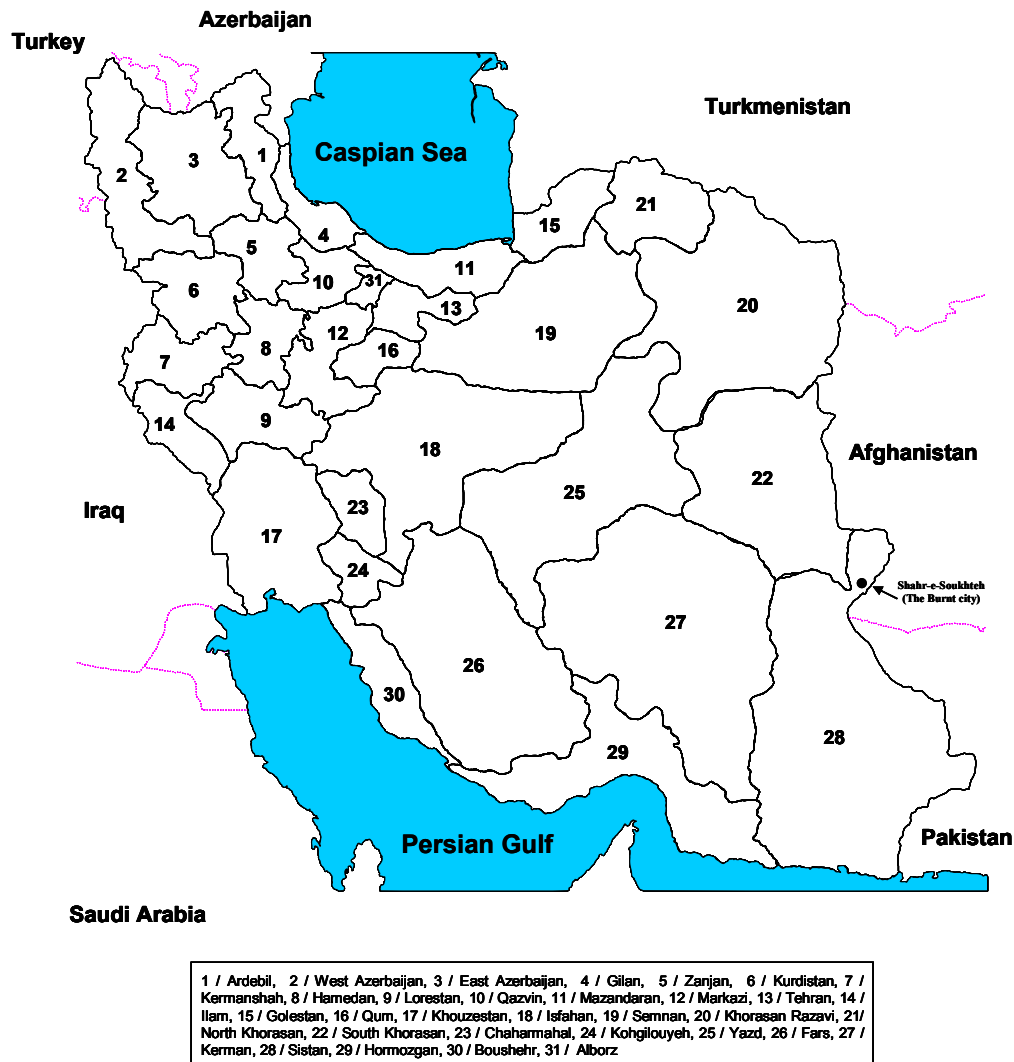 Azerbaijan
Turkey
Turkmenistan
Caspian Sea
1
3
2
21
15
4
5
11
10
31
6
20
13
12
19
8
16
7
14
9
18
Afghanistan
22
25
23
Iraq
17
24
Shahr-e-Soukhteh
(The Burnt city)
27
26
30
28
29
Persian Gulf
Pakistan
Saudi Arabia
1 / Ardebil, 2 / West Azerbaijan, 3 / East Azerbaijan, 4 / Gilan, 5 / Zanjan, 6 / Kurdistan, 7 /
Kermanshah, 8 / Hamedan, 9 / Lorestan, 10 / Qazvin, 11 / Mazandaran, 12 / Markazi, 13 / Tehran, 14 /
Ilam, 15 / Golestan, 16 / Qum, 17 / Khouzestan, 18 / Isfahan, 19 / Semnan, 20 / Khorasan Razavi, 21/
North Khorasan, 22 / South Khorasan, 23 / Chaharmahal, 24 / Kohgilouyeh, 25 / Yazd, 26 / Fars, 27 /
Kerman, 28 / Sistan, 29 / Hormozgan, 30 / Boushehr, 31 / Alborz